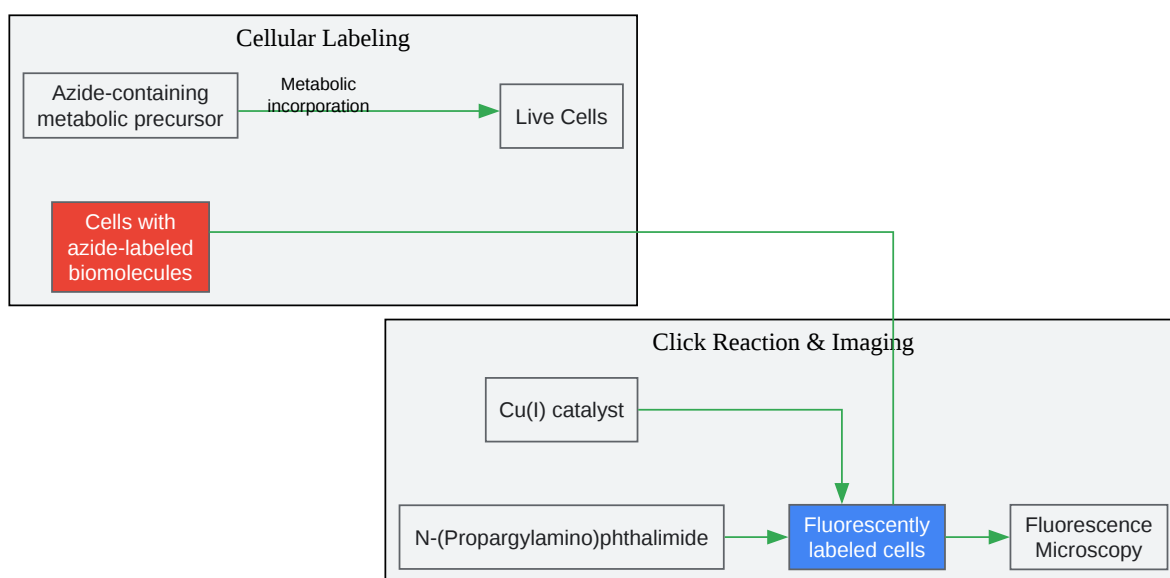 Cellular Labeling
Azide-containing
metabolic precursor
Metabolic
incorporation
Live Cells
Cells with
azide-labeled
biomolecules
Click Reaction & Imaging
Cu(I) catalyst
N-(Propargylamino)phthalimide
Fluorescently
labeled cells
Fluorescence
Microscopy